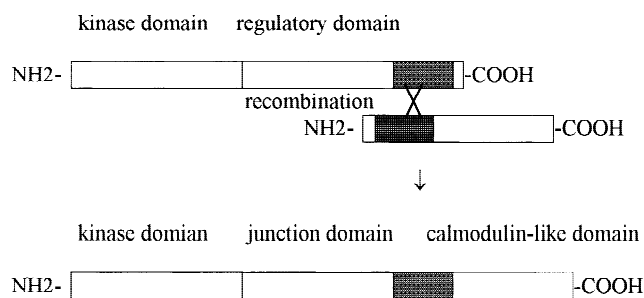 kinase domain regulatory domain
NH2- -COOH
recombination
NH2- -COOH
kinase domian junction domain calmodulin-like domain
NH2- -COOH